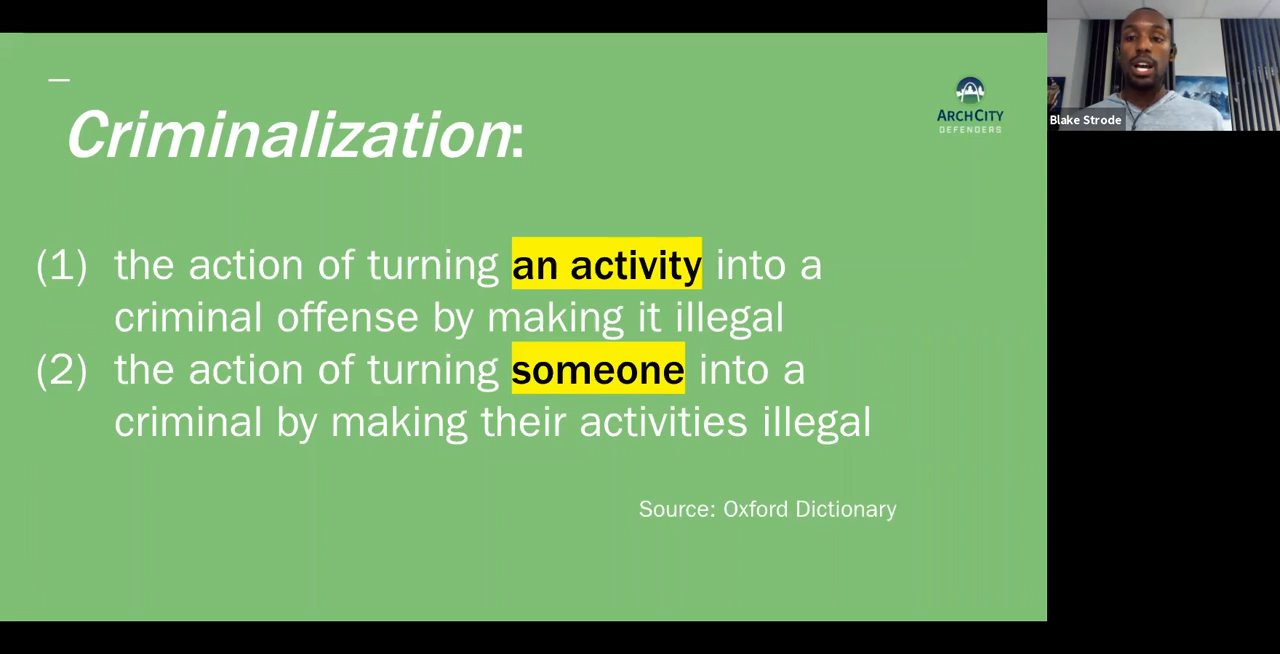 Criminalization:
ARCHCITY
DEFENDERS
Blake Strode
(1) the action of turning an activity into a
criminal offense by making it illegal
(2) the action of turning someone into a
criminal by making their activities illegal
Source: Oxford Dictionary